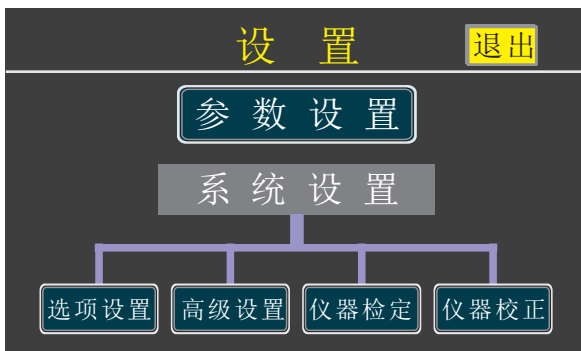 设 置 退出
参 数 设 置
系 统 设 置
选项设置 高级设置 仪器检定 仪器校正